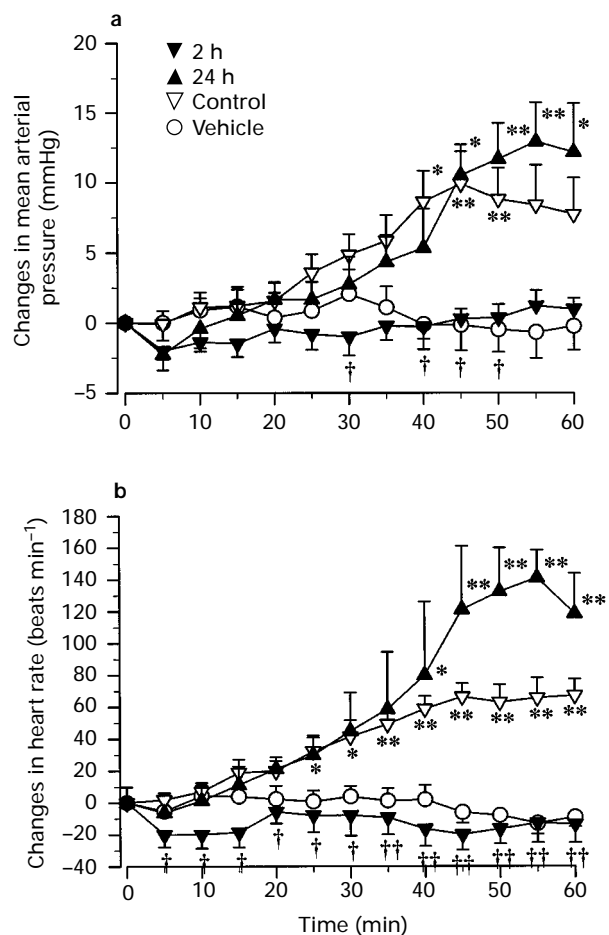 a
2 h
24 h
Control
Vehicle
Changes in mean arterial
pressure (mmHg)
20
15
10
5
0
−5
* * ** ** *
** **
† † † †
0 10 20 30 40 50 60
b
Changes in heart rate (beats min⁻¹)
180
160
140
120
100
80
60
40
20
0
−20
−40
** ** ** **
*
* * ** ** ** ** ** **
† † † † † † †† †† †† †† †† ††
0 10 20 30 40 50 60
Time (min)